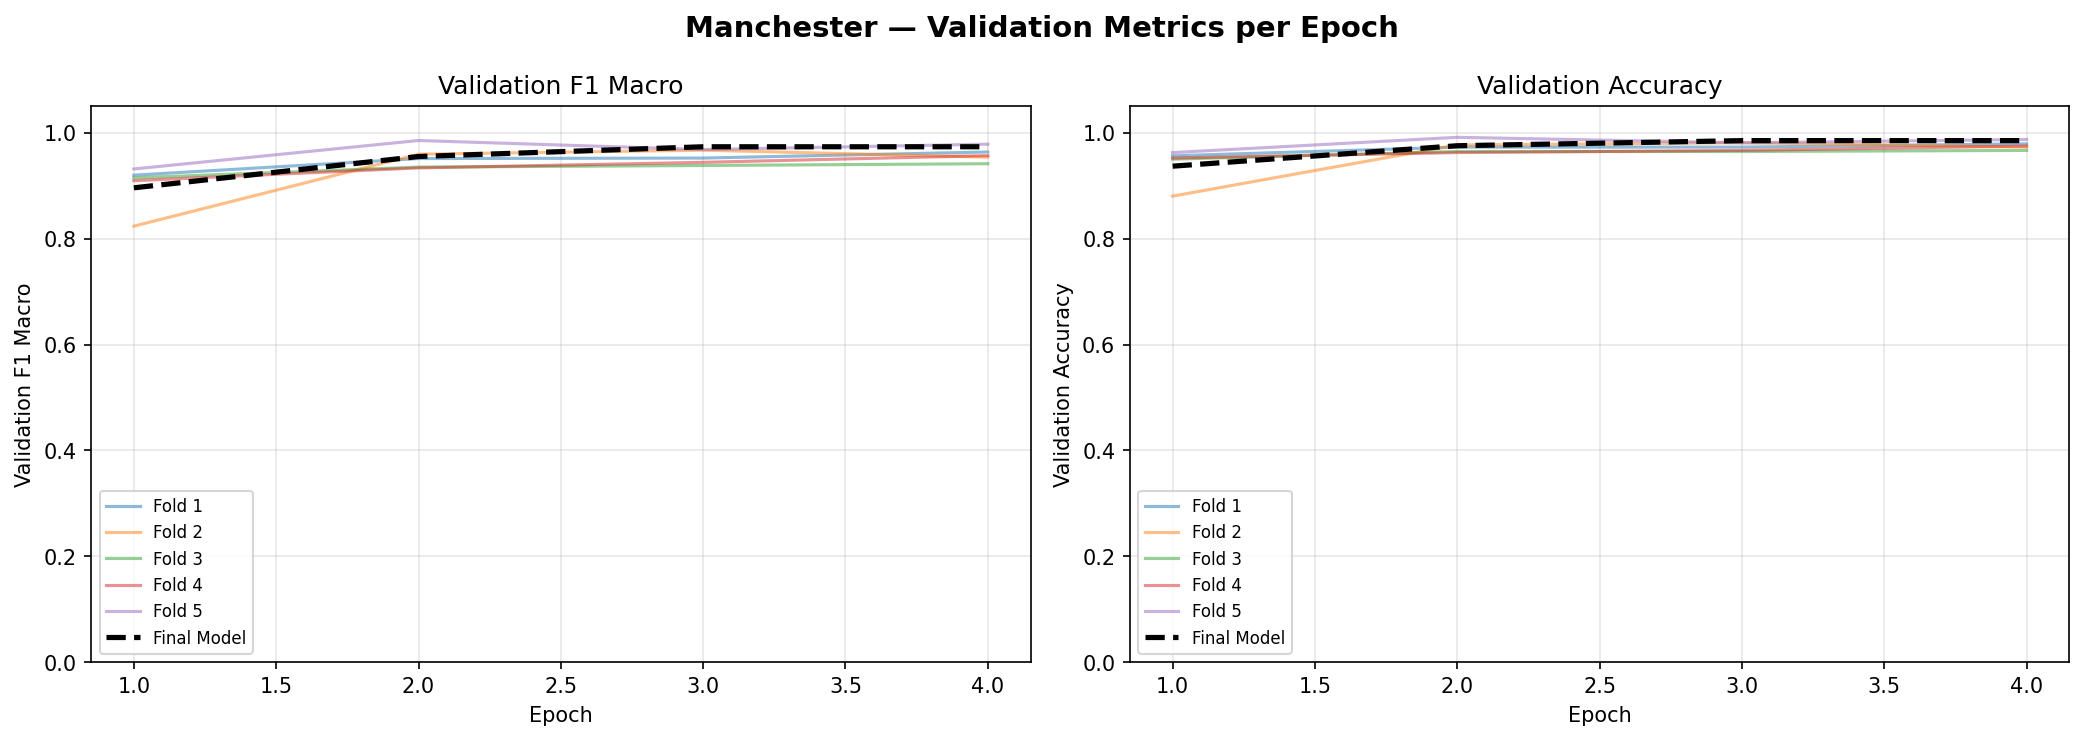 Manchester — Validation Metrics per Epoch
Validation F1 Macro
Validation F1 Macro
1.0
0.8
0.6
0.4
0.2
0.0
Fold 1
Fold 2
Fold 3
Fold 4
Fold 5
Final Model
1.0 1.5 2.0 2.5 3.0 3.5 4.0
Epoch
Validation Accuracy
Validation Accuracy
1.0
0.8
0.6
0.4
0.2
0.0
Fold 1
Fold 2
Fold 3
Fold 4
Fold 5
Final Model
1.0 1.5 2.0 2.5 3.0 3.5 4.0
Epoch